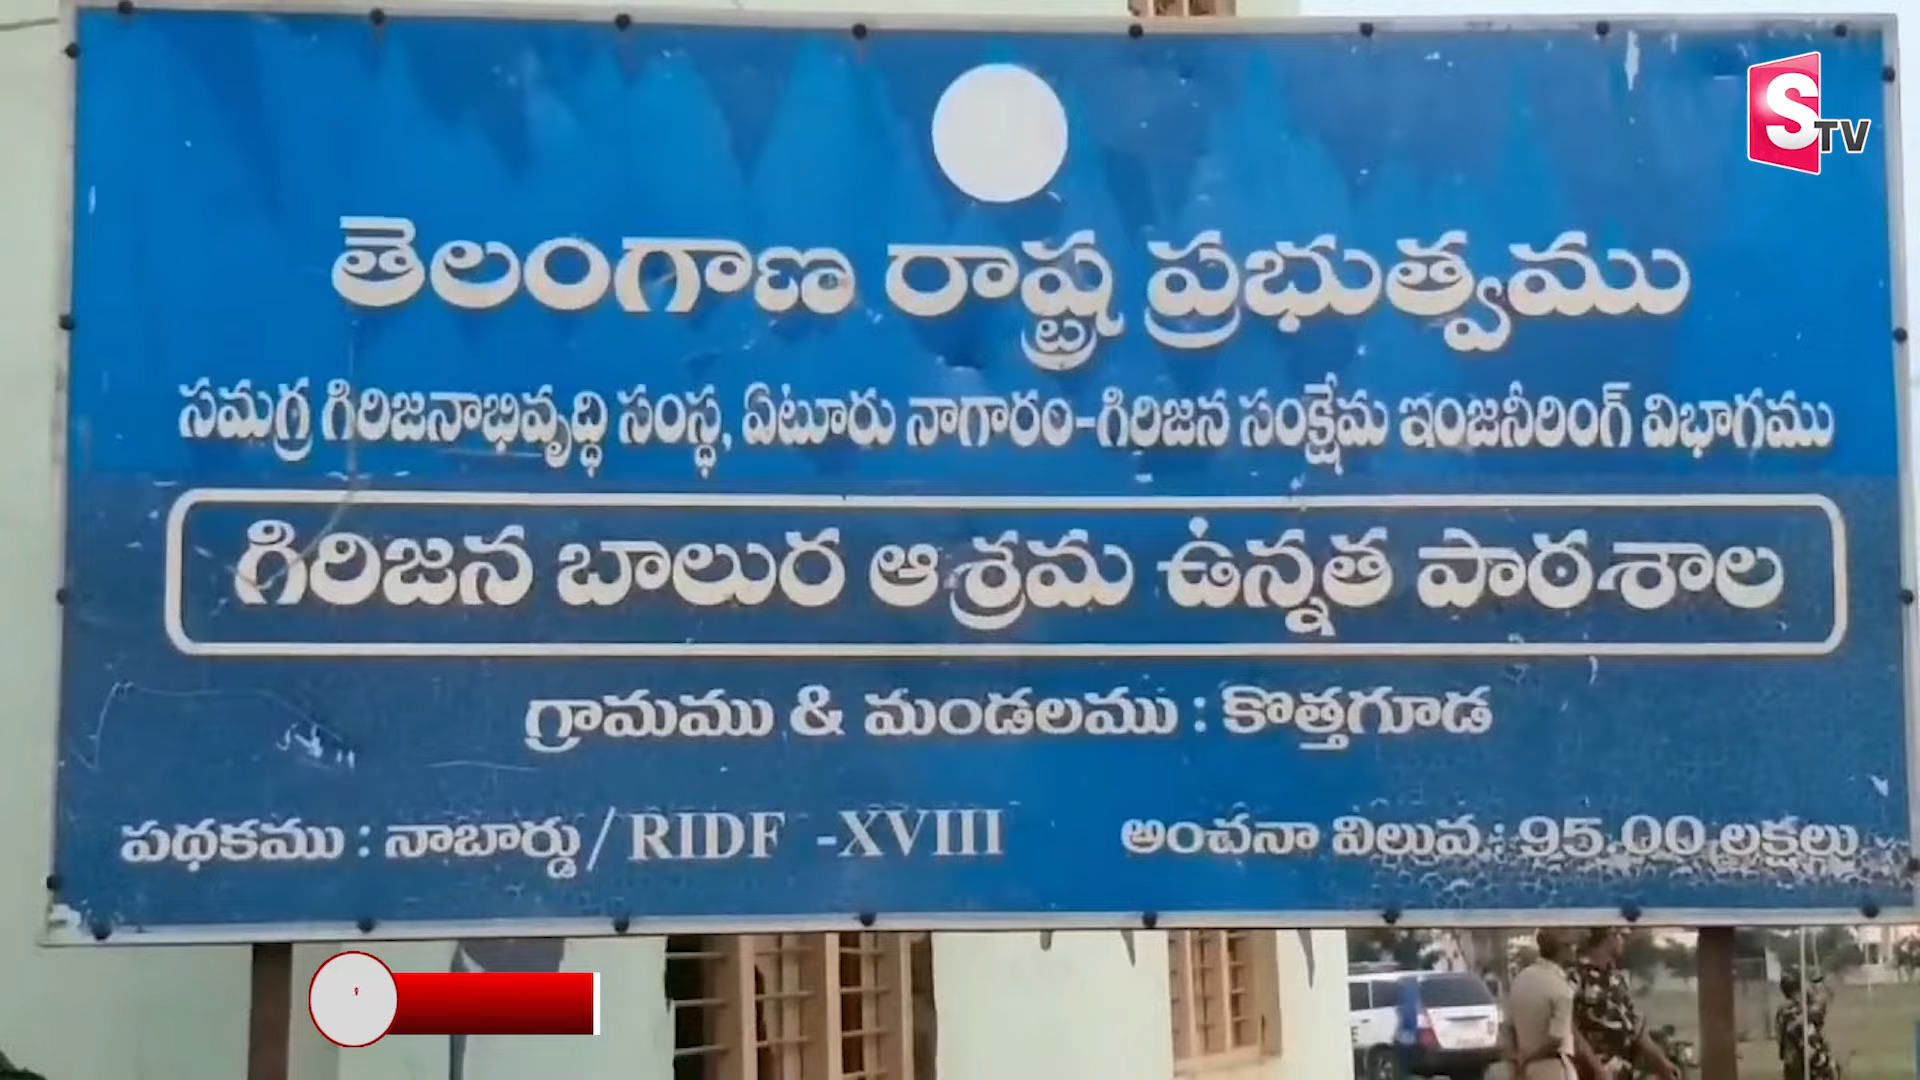 S TV
తెలంగాణ రాష్ట్ర ప్రభుత్వము
సమగ్ర గిరిజనాభివృద్ధి సంస్థ, ఏటూరు నాగారం-గిరిజన సంక్షేమ ఇంజనీరింగ్ విభాగము
గిరిజన బాలుర ఆశ్రమ ఉన్నత పాఠశాల
గ్రామము & మండలము : కొత్తగూడ
పథకము : నాబార్డు/RIDF -XVIII అంచనా విలువ : 95.00 లక్షలు